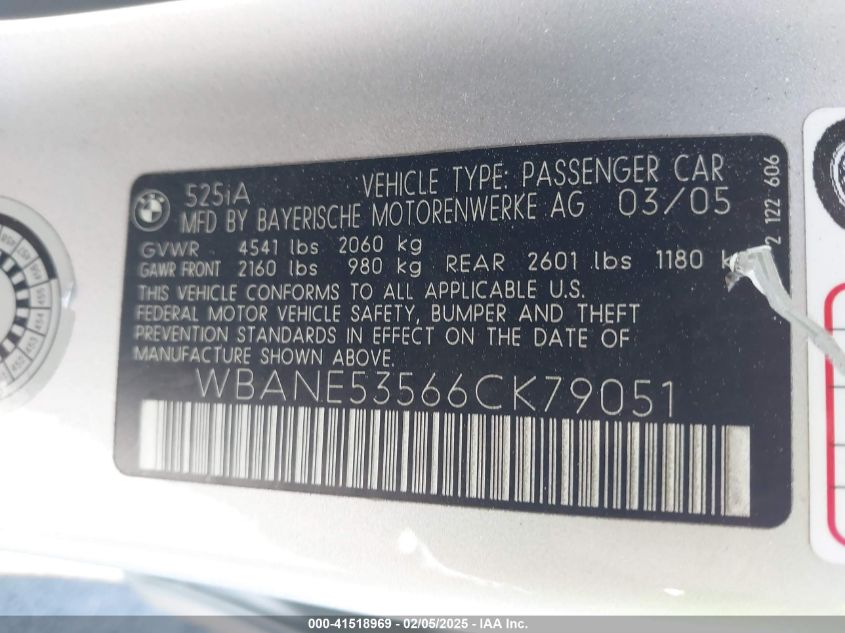 525iA VEHICLE TYPE: PASSENGER CAR
MFD BY BAYERISCHE MOTORENWERKE AG 03/05
GVWR 4541 lbs 2060 kg
GAWR FRONT 2160 lbs 980 kg REAR 2601 lbs 1180
THIS VEHICLE CONFORMS TO ALL APPLICABLE U.S.
FEDERAL MOTOR VEHICLE SAFETY, BUMPER AND THEFT
PREVENTION STANDARDS IN EFFECT ON THE DATE OF
MANUFACTURE SHOWN ABOVE.
WBANE53566CK79051
122 606
000-41518969 - 02/05/2025 - IAA Inc.